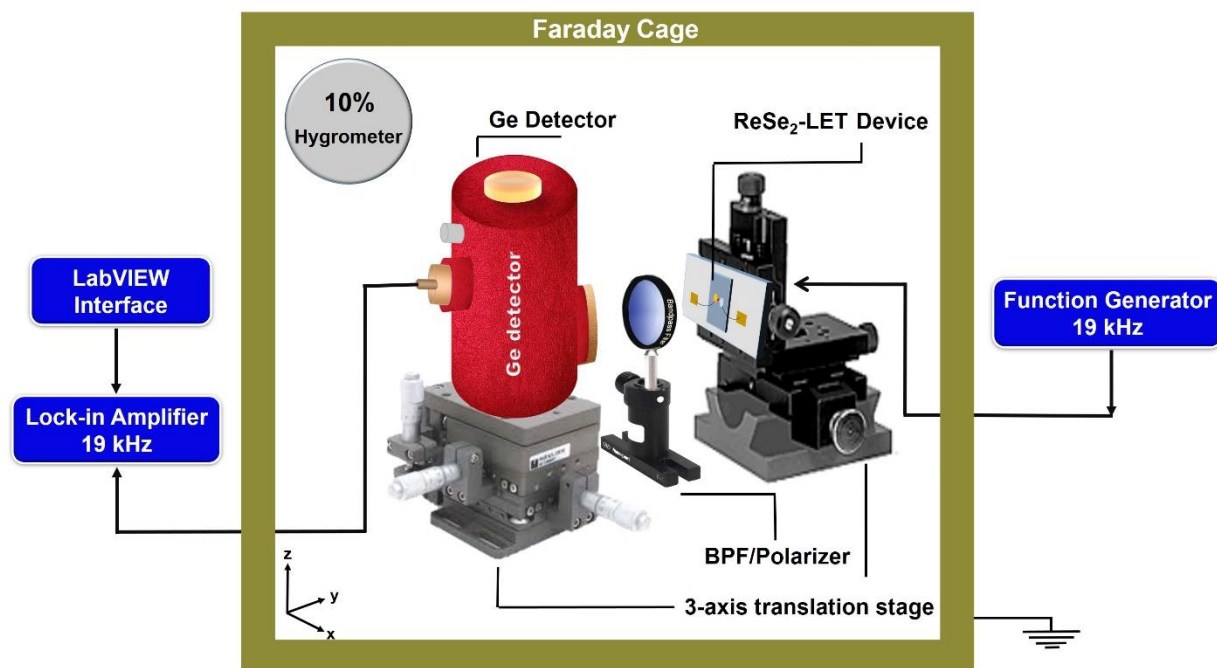 Faraday Cage
10%
Hygrometer
Ge Detector
ReSe₂-LET Device
Ge detector
LabVIEW
Interface
Lock-in Amplifier
19 kHz
Function Generator
19 kHz
BPF/Polarizer
3-axis translation stage
z
y
x